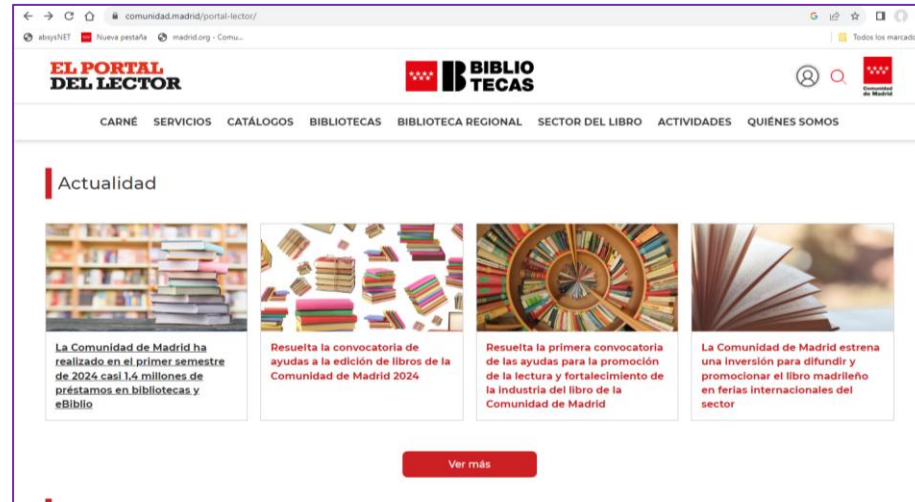 comunidad.madrid/portal-lector/
absysNET
Nueva pestaña
madrid.org - Comu...
Todos los marcado
EL PORTAL
DEL LECTOR
BIBLIO
TECAS
Comunidad
de Madrid
CARNÉ SERVICIOS CATÁLOGOS BIBLIOTECAS BIBLIOTECA REGIONAL SECTOR DEL LIBRO ACTIVIDADES QUIÉNES SOMOS
Actualidad
La Comunidad de Madrid ha
realizado en el primer semestre
de 2024 casi 1,4 millones de
préstamos en bibliotecas y
eBiblio
Resuelta la convocatoria de
ayudas a la edición de libros de la
Comunidad de Madrid 2024
Resuelta la primera convocatoria
de las ayudas para la promoción
de la lectura y fortalecimiento de
la industria del libro de la
Comunidad de Madrid
La Comunidad de Madrid estrena
una inversión para difundir y
promocionar el libro madrileño
en ferias internacionales del
sector
Ver más